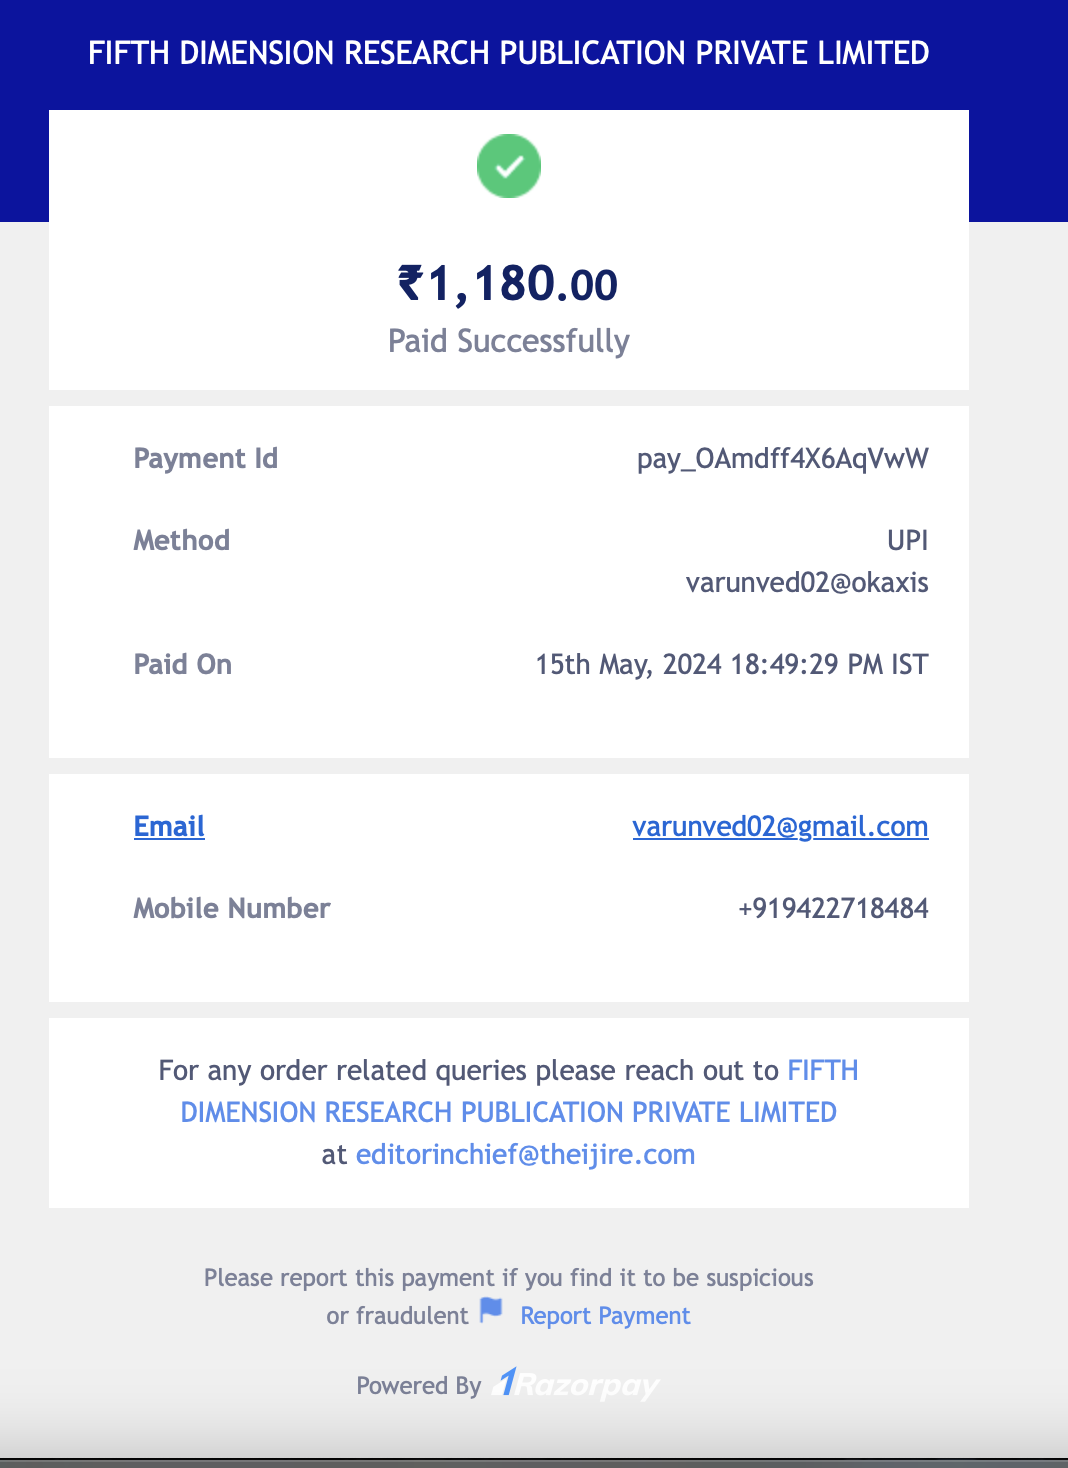 FIFTH DIMENSION RESEARCH PUBLICATION PRIVATE LIMITED
₹1,180.00
Paid Successfully
Payment Id pay_OAmdff4X6AqVwW
Method UPI
varunved02@okaxis
Paid On 15th May, 2024 18:49:29 PM IST
Email varunved02@gmail.com
Mobile Number +919422718484
For any order related queries please reach out to FIFTH
DIMENSION RESEARCH PUBLICATION PRIVATE LIMITED
at editorinchief@theijire.com
Please report this payment if you find it to be suspicious
or fraudulent Report Payment
Powered By Razorpay